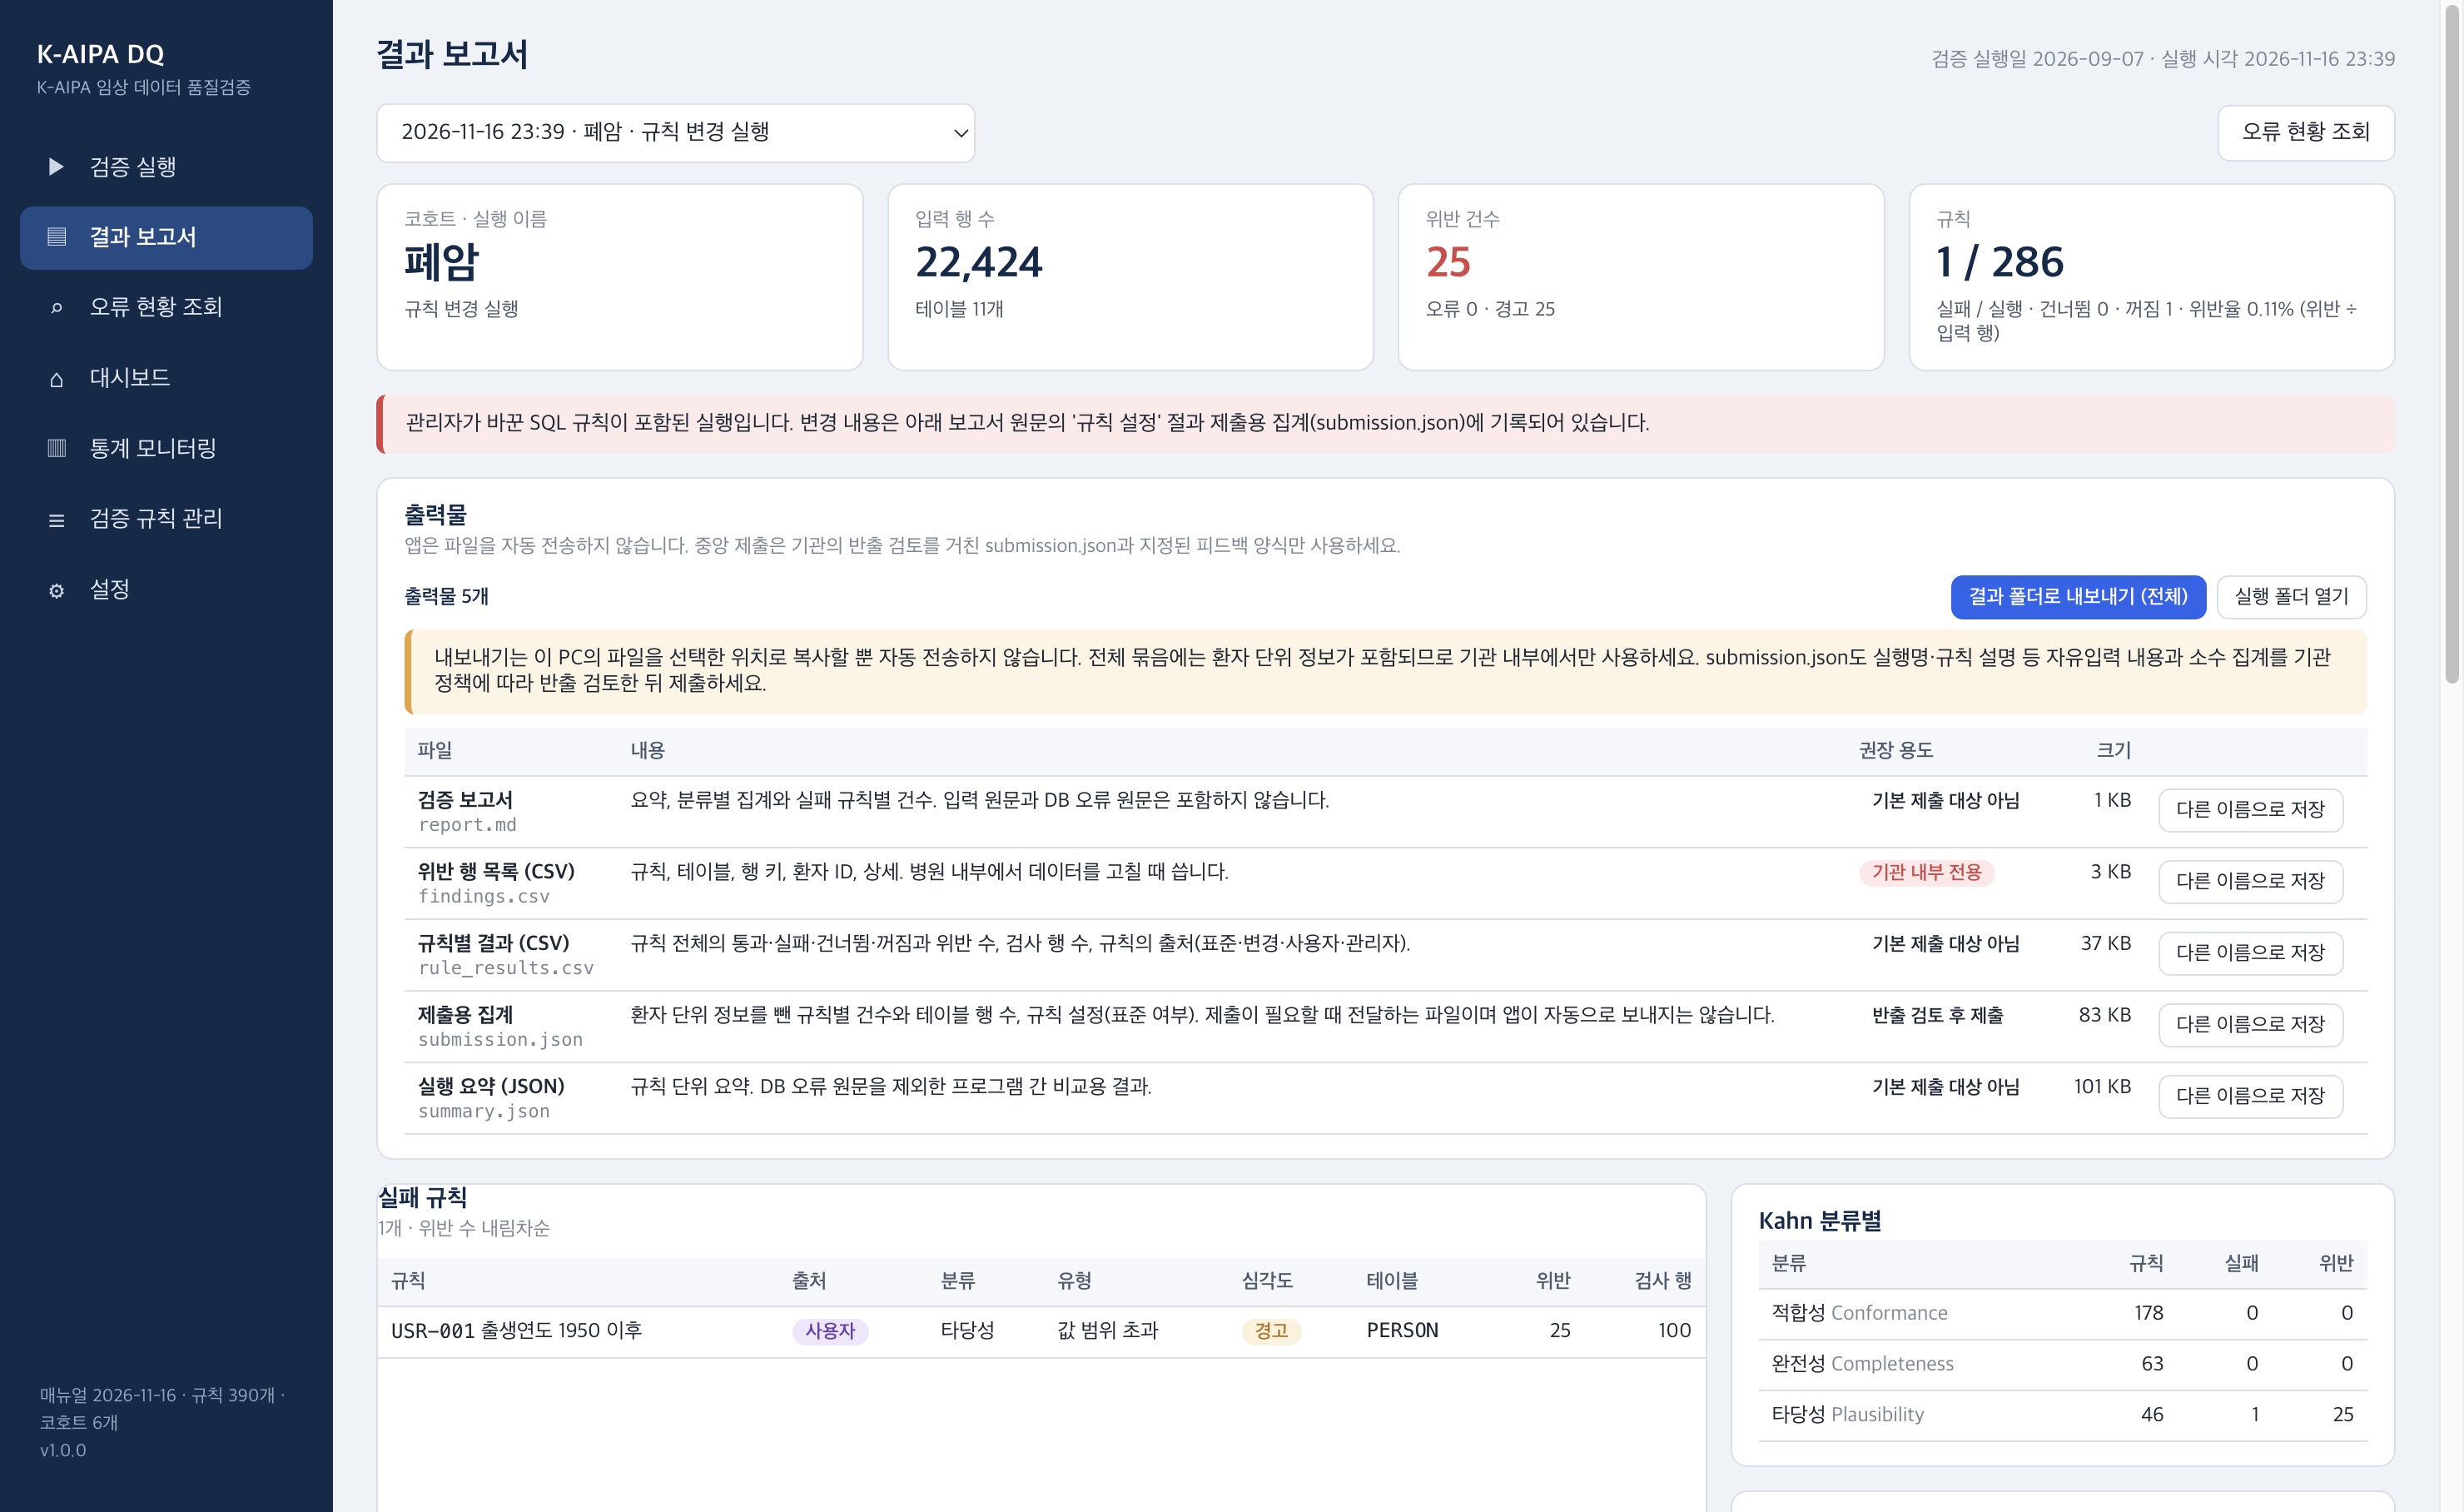 K-AIPA DQ
K-AIPA 임상 데이터 품질검증
검증 실행
결과 보고서
오류 현황 조회
대시보드
통계 모니터링
검증 규칙 관리
설정
매뉴얼 2026-11-16 · 규칙 390개 ·
코호트 6개
v1.0.0
결과 보고서
검증 실행일 2026-09-07 · 실행 시각 2026-11-16 23:39
2026-11-16 23:39 · 폐암 · 규칙 변경 실행
오류 현황 조회
코호트 · 실행 이름
폐암
규칙 변경 실행
입력 행 수
22,424
테이블 11개
위반 건수
25
오류 0 · 경고 25
규칙
1 / 286
실패 / 실행 · 건너뜀 0 · 꺼짐 1 · 위반율 0.11% (위반 ÷
입력 행)
관리자가 바꾼 SQL 규칙이 포함된 실행입니다. 변경 내용은 아래 보고서 원문의 '규칙 설정' 절과 제출용 집계(submission.json)에 기록되어 있습니다.
출력물
앱은 파일을 자동 전송하지 않습니다. 중앙 제출은 기관의 반출 검토를 거친 submission.json과 지정된 피드백 양식만 사용하세요.
출력물 5개
결과 폴더로 내보내기 (전체)
실행 폴더 열기
내보내기는 이 PC의 파일을 선택한 위치로 복사할 뿐 자동 전송하지 않습니다. 전체 묶음에는 환자 단위 정보가 포함되므로 기관 내부에서만 사용하세요. submission.json도 실행명·규칙 설명 등 자유입력 내용과 소수 집계를 기관
정책에 따라 반출 검토한 뒤 제출하세요.
파일 내용 권장 용도 크기
검증 보고서 요약, 분류별 집계와 실패 규칙별 건수. 입력 원문과 DB 오류 원문은 포함하지 않습니다. 기본 제출 대상 아님 1 KB 다른 이름으로 저장
report.md
위반 행 목록 (CSV) 규칙, 테이블, 행 키, 환자 ID, 상세. 병원 내부에서 데이터를 고칠 때 씁니다. 기관 내부 전용 3 KB 다른 이름으로 저장
findings.csv
규칙별 결과 (CSV) 규칙 전체의 통과·실패·건너뜀·꺼짐과 위반 수, 검사 행 수, 규칙의 출처(표준·변경·사용자·관리자). 기본 제출 대상 아님 37 KB 다른 이름으로 저장
rule_results.csv
제출용 집계 환자 단위 정보를 뺀 규칙별 건수와 테이블 행 수, 규칙 설정(표준 여부). 제출이 필요할 때 전달하는 파일이며 앱이 자동으로 보내지는 않습니다. 반출 검토 후 제출 83 KB 다른 이름으로 저장
submission.json
실행 요약 (JSON) 규칙 단위 요약. DB 오류 원문을 제외한 프로그램 간 비교용 결과. 기본 제출 대상 아님 101 KB 다른 이름으로 저장
summary.json
실패 규칙
1개 · 위반 수 내림차순
규칙 출처 분류 유형 심각도 테이블 위반 검사 행
USR-001 출생연도 1950 이후 사용자 타당성 값 범위 초과 경고 PERSON 25 100
Kahn 분류별
분류 규칙 실패 위반
적합성 Conformance 178 0 0
완전성 Completeness 63 0 0
타당성 Plausibility 46 1 25